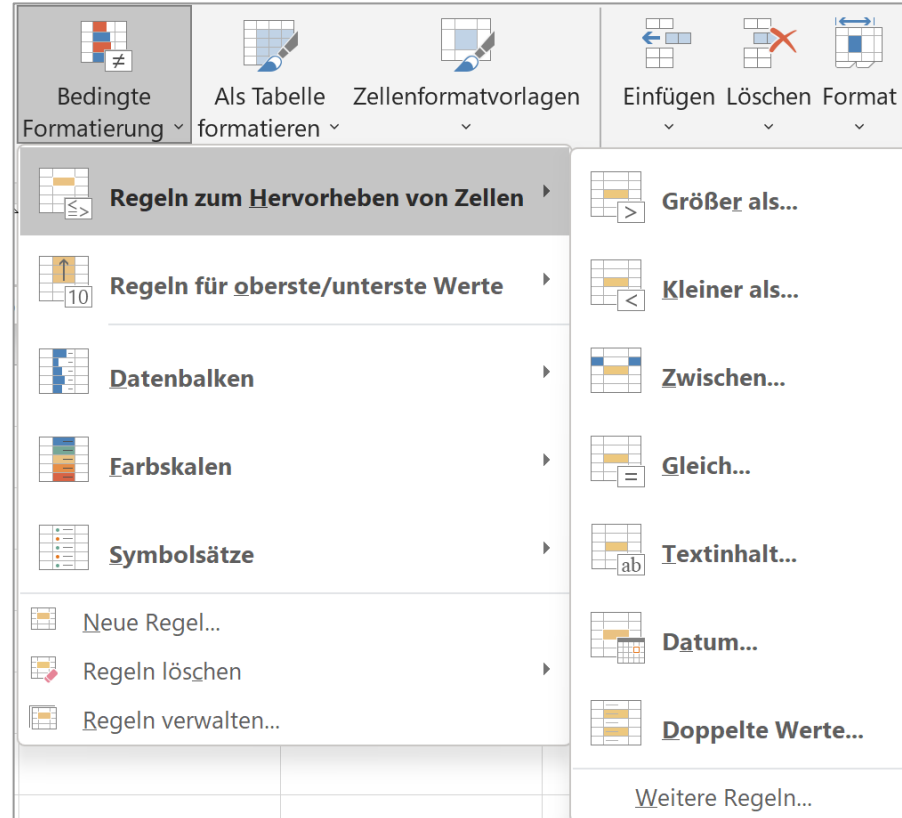 Bedingte
Formatierung
Als Tabelle
formatieren
Zellenformatvorlagen
Einfügen
Löschen
Format
Regeln zum Hervorheben von Zellen
Regeln für oberste/unterste Werte
10
Datenbalken
Farbskalen
Symbolsätze
Neue Regel...
Regeln löschen
Regeln verwalten...
Größer als...
Kleiner als...
Zwischen...
Gleich...
Textinhalt...
ab
Datum...
Doppelte Werte...
Weitere Regeln...